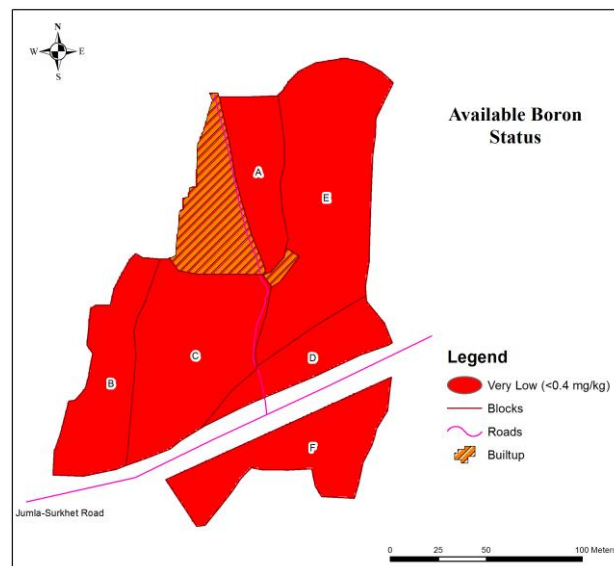 N
W E
S
Available Boron
Status
A
E
B
C
D
F
Legend
Very Low (<0.4 mg/kg)
Blocks
Roads
Builtup
Jumla-Surkhet Road
0 25 50 100 Meters